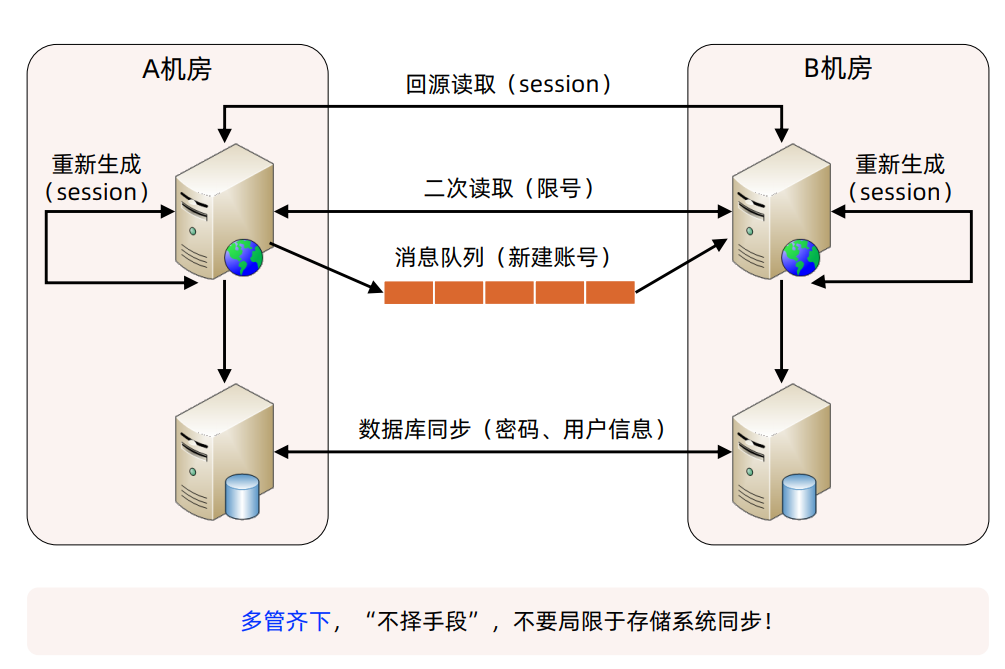 A机房
B机房
回源读取（session）
重新生成
（session）
二次读取（限号）
重新生成
（session）
消息队列（新建账号）
数据库同步（密码、用户信息）
多管齐下，“不择手段”，不要局限于存储系统同步！